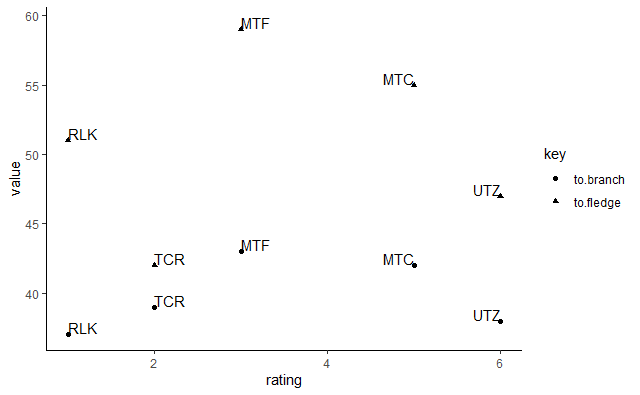 60
MTF
MTC
55
RLK
50
key
value
to.branch
UTZ
to.fledge
45
MTF
TCR
MTC
40
TCR
UTZ
RLK
2
4
6
rating